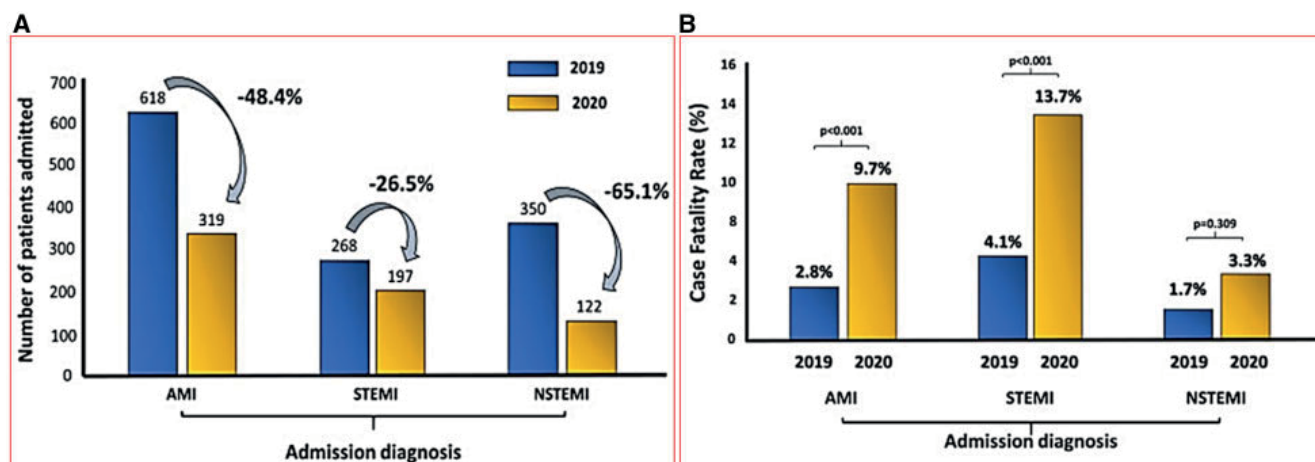 A
Number of patients admitted
700
600
500
400
300
200
100
0
2019
2020
618
-48.4%
319
-26.5%
268
197
350
-65.1%
122
AMI STEMI NSTEMI
Admission diagnosis
B
Case Fatality Rate (%)
16
14
12
10
8
6
4
2
0
p<0.001
2.8%
9.7%
p<0.001
4.1%
13.7%
p=0.309
1.7%
3.3%
2019 2020 2019 2020 2019 2020
AMI STEMI NSTEMI
Admission diagnosis